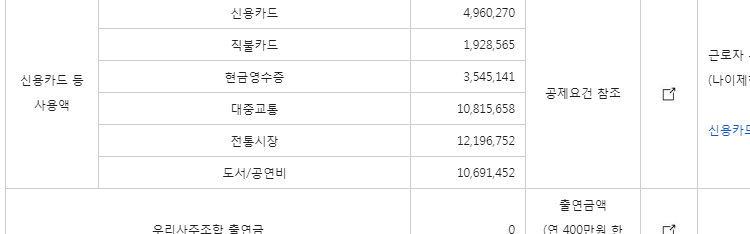 신용카드 4,960,270
직불카드 1,928,565
근로자
신용카드 등
사용액
현금영수증 3,545,141
(나이제한
공제요건 참조
대중교통 10,815,658
신용카드
전통시장 12,196,752
도서/공연비 10,691,452
출연금액
우리사주조합 출연금 0
(연 400만원 한